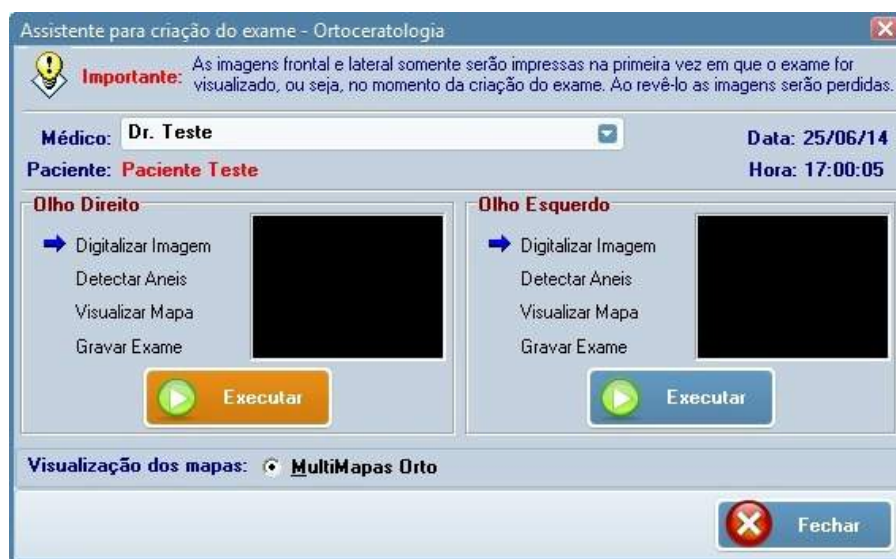 Assistente para criação do exame - Ortoceratologia
Importante: As imagens frontal e lateral somente serão impressas na primeira vez em que o exame for
visualizado, ou seja, no momento da criação do exame. Ao revê-lo as imagens serão perdidas.
Médico: Dr. Teste
Data: 25/06/14
Paciente: Paciente Teste
Hora: 17:00:05
Olho Direito
Digitalizar Imagem
Detectar Aneis
Visualizar Mapa
Gravar Exame
Executar
Olho Esquerdo
Digitalizar Imagem
Detectar Aneis
Visualizar Mapa
Gravar Exame
Executar
Visualização dos mapas: MultiMapas Orto
Fechar